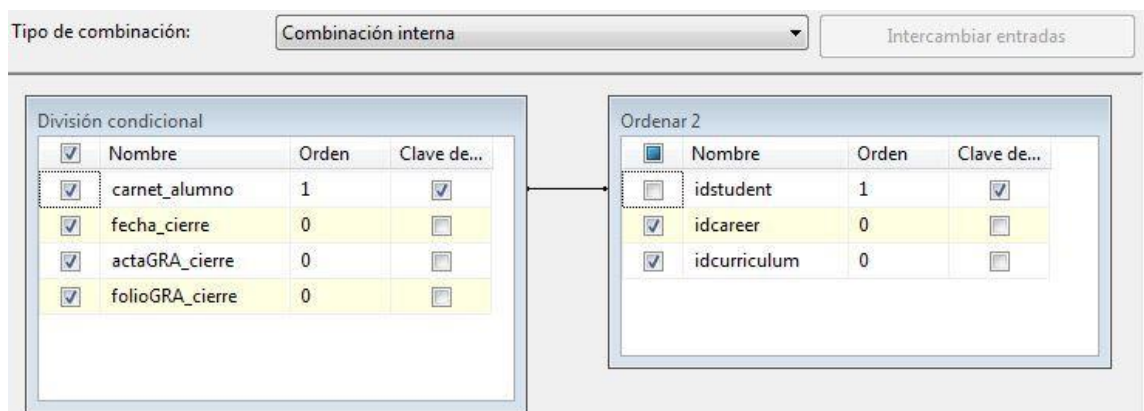 Tipo de combinación: Combinación interna Intercambiar entradas
División condicional
Nombre Orden Clave de...
carnet_alumno 1
fecha_cierre 0
actaGRA_cierre 0
folioGRA_cierre 0
Ordenar 2
Nombre Orden Clave de...
idstudent 1
idcareer 0
idcurriculum 0